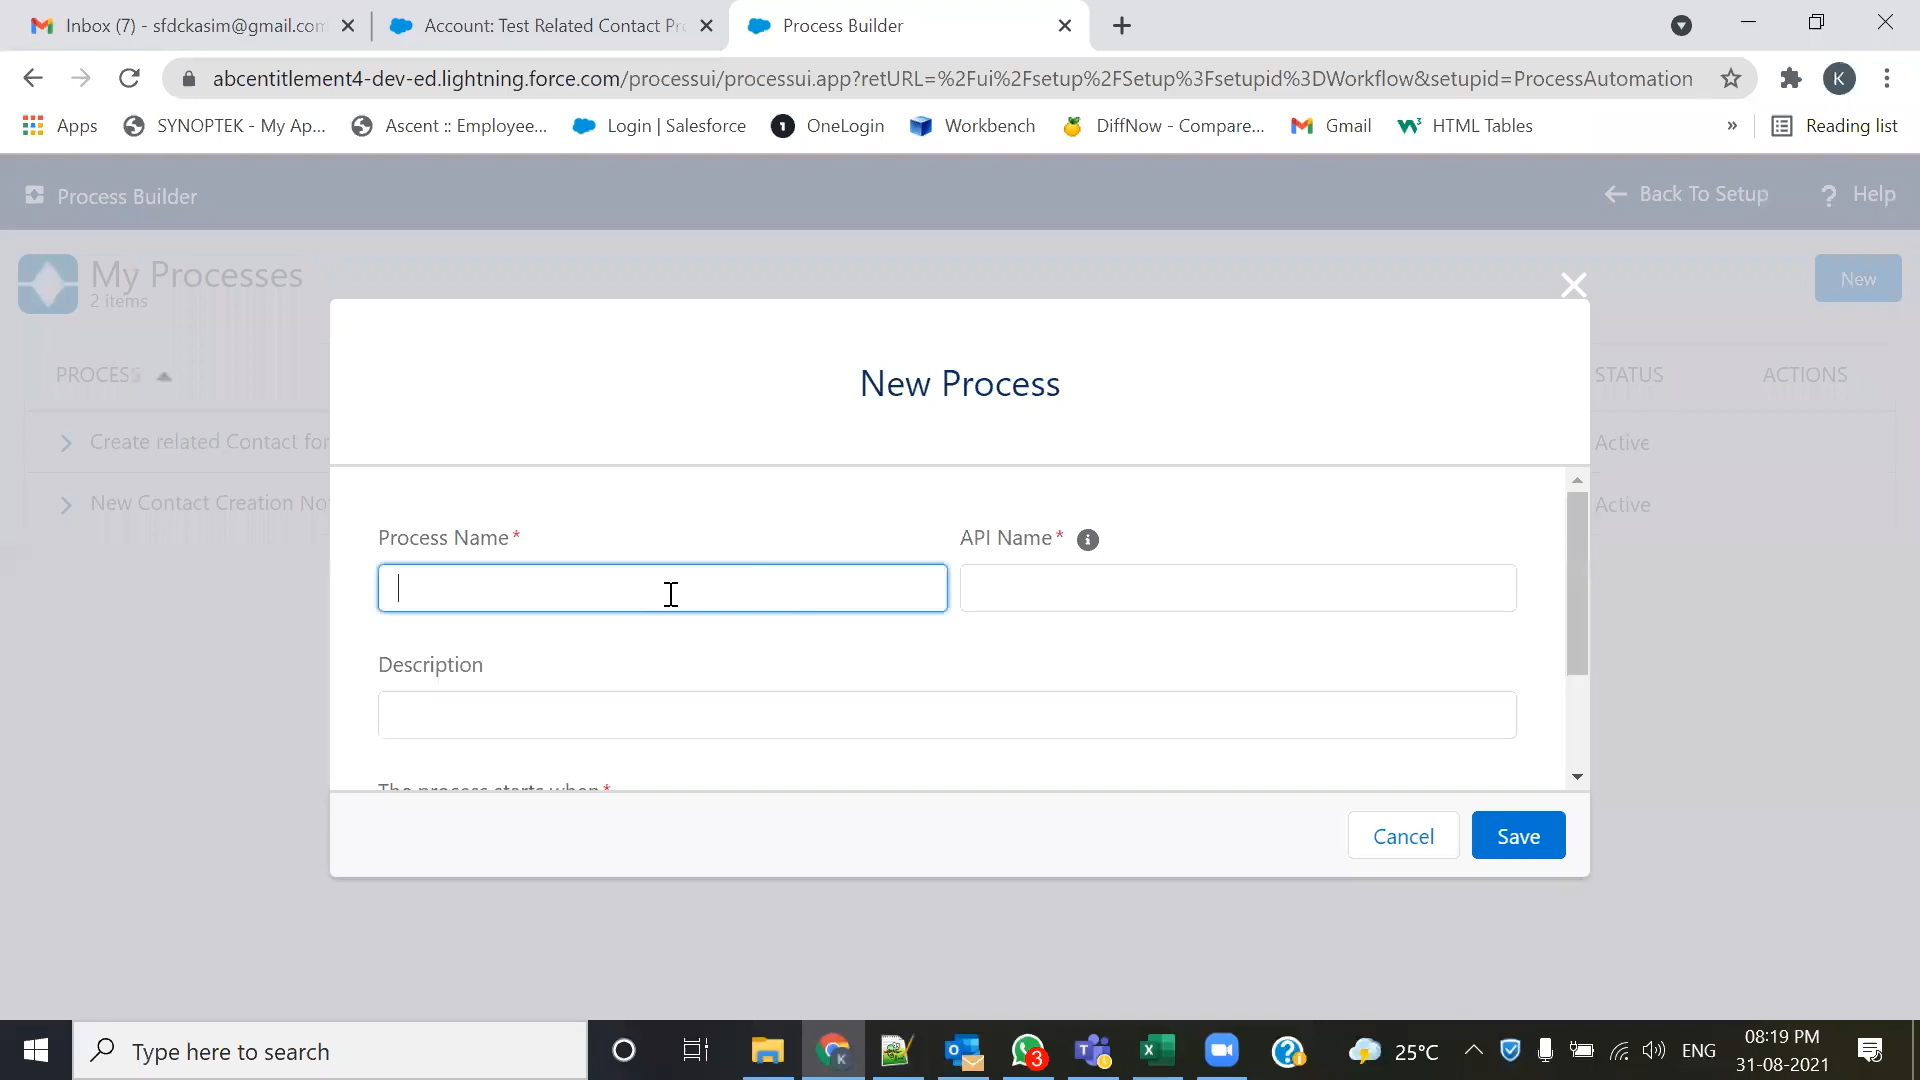 Inbox (7) - sfdckasim@gmail.com
Account: Test Related Contact Pr
Process Builder
abcentitlement4-dev-ed.lightning.force.com/processui/processui.app?retURL=%2Fui%2Fsetup%2FSetup%3Fsetupid%3DWorkflow&setupid=ProcessAutomation
K
Apps
SYNOPTEK - My Ap...
Ascent :: Employee...
Login | Salesforce
OneLogin
Workbench
DiffNow - Compare...
Gmail
HTML Tables
»
Reading list
Process Builder
Back To Setup
? Help
My Processes
2 items
New
PROCESS
STATUS
ACTIONS
Create related Contact for
Active
New Contact Creation No
Active
New Process
Process Name*
API Name*
Description
The process starts when*
Cancel
Save
Type here to search
3
25°C
ENG
08:19 PM
31-08-2021